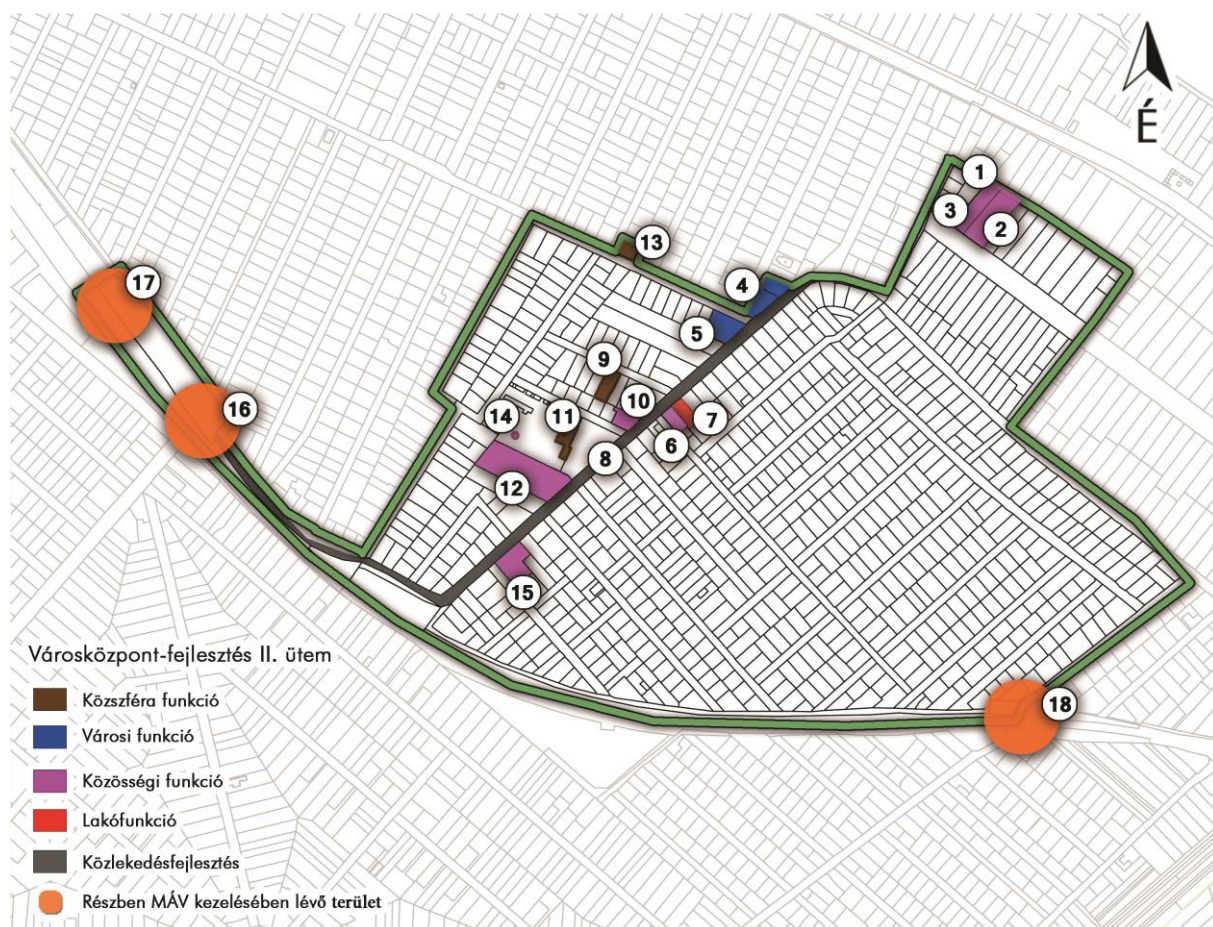 É
1
3
2
13
4
17
5
9
16
10
14
11
7
6
8
12
15
Városközpont-fejlesztés II. ütem
Közszféra funkció
18
Városi funkció
Közösségi funkció
Lakófunkció
Közlekedésfejlesztés
Részben MÁV kezelésében lévő terület